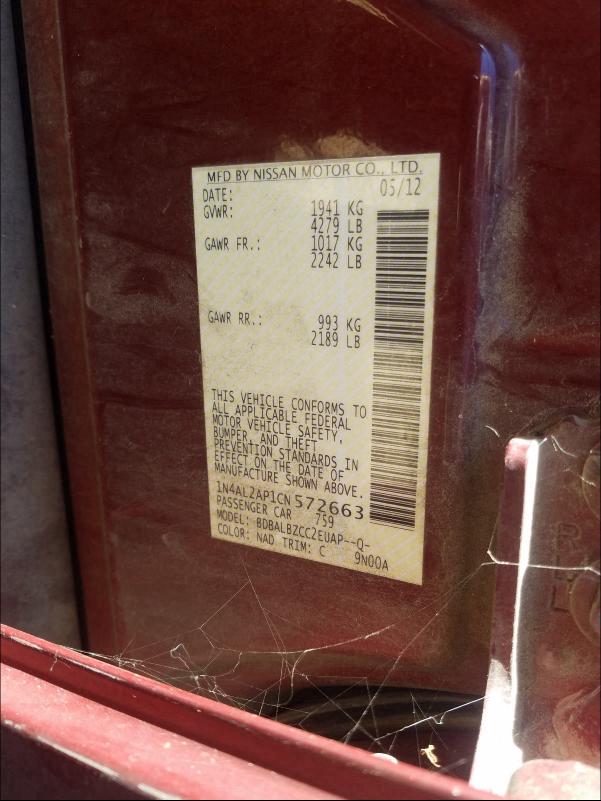 MFD BY NISSAN MOTOR CO., LTD.
DATE: 05/12
GVWR: 1941 KG
4279 LB
GAWR FR.: 1017 KG
2242 LB
GAWR RR.: 993 KG
2189 LB
THIS VEHICLE CONFORMS TO
ALL APPLICABLE FEDERAL
MOTOR VEHICLE SAFETY,
BUMPER, AND THEFT
PREVENTION STANDARDS IN
EFFECT ON THE DATE OF
MANUFACTURE SHOWN ABOVE.
1N4AL2AP1CN572663
PASSENGER CAR 759
MODEL: BDBALBZCC2EUAP--Q-
COLOR: NAD TRIM: C 9N00A